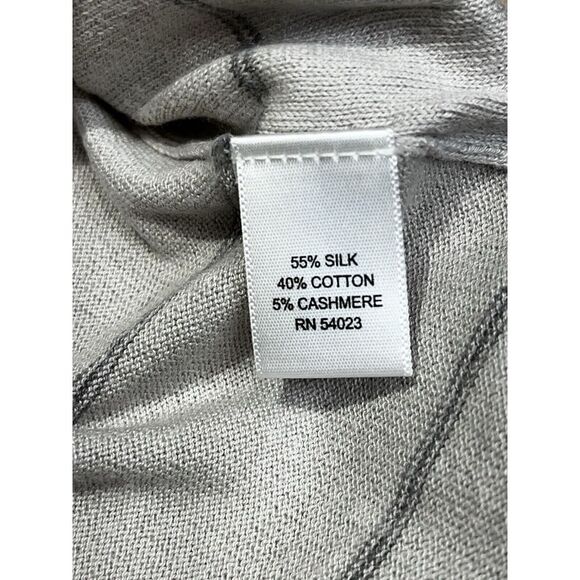 55% SILK
40% COTTON
5% CASHMERE
RN 54023